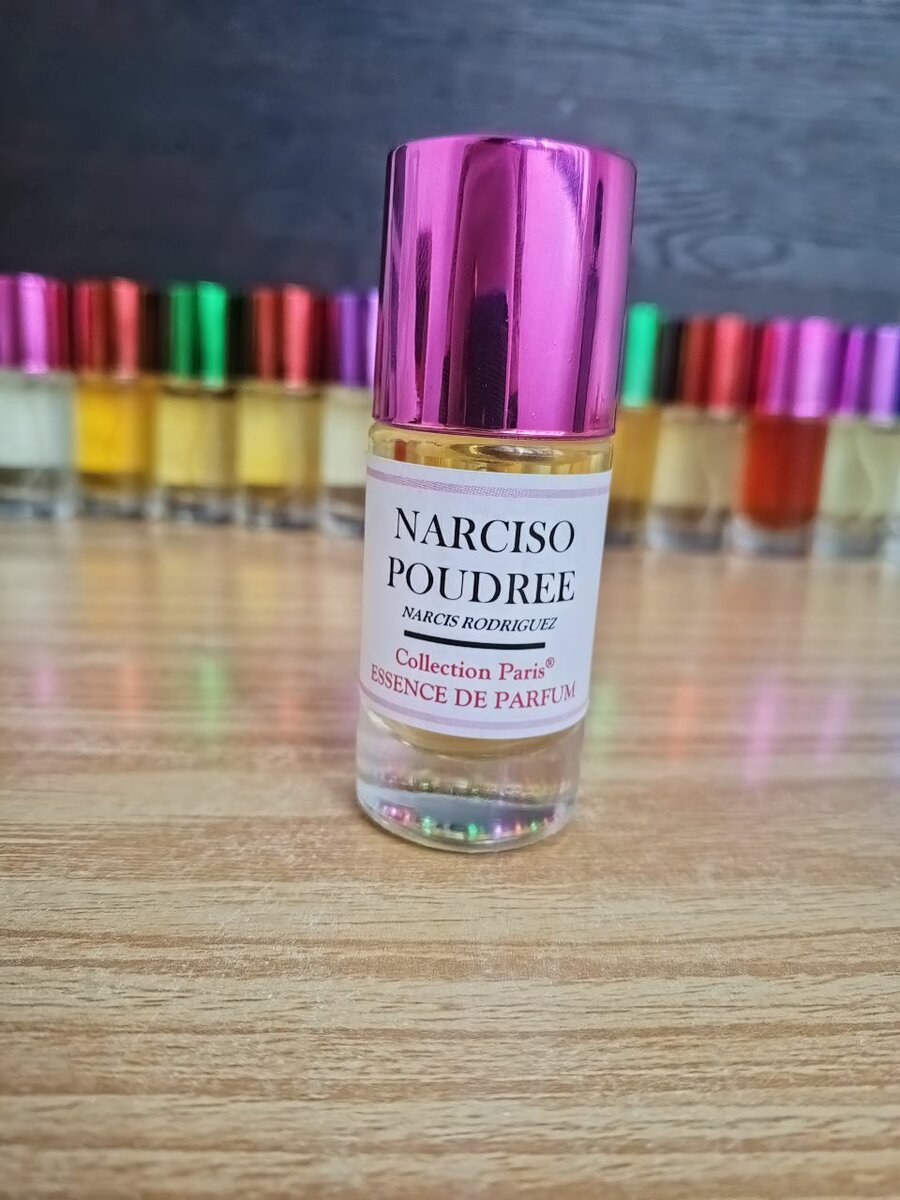 NARCISO
POUDREE
NARCIS RODRIGUEZ
Collection Paris®
ESSENCE DE PARFUM